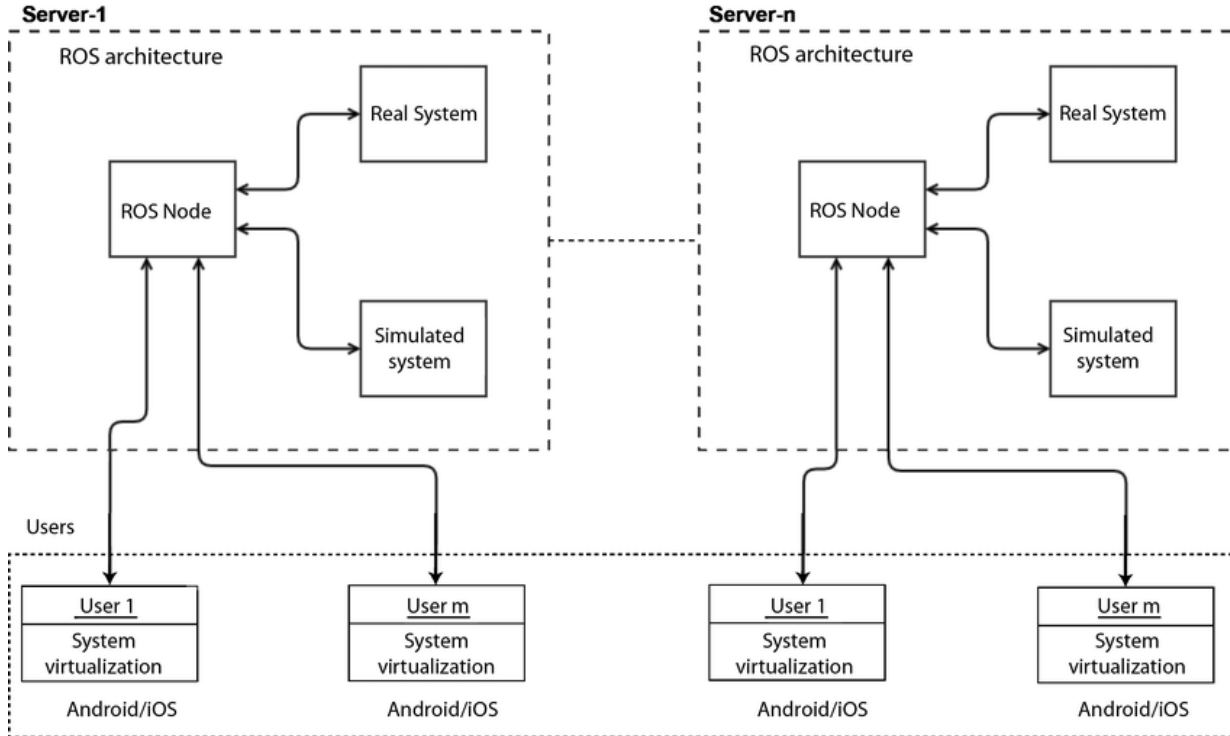 Server-1
ROS architecture
Real System
ROS Node
Simulated
system
Server-n
ROS architecture
Real System
ROS Node
Simulated
system
Users
User 1
System
virtualization
Android/iOS
User m
System
virtualization
Android/iOS
User 1
System
virtualization
Android/iOS
User m
System
virtualization
Android/iOS